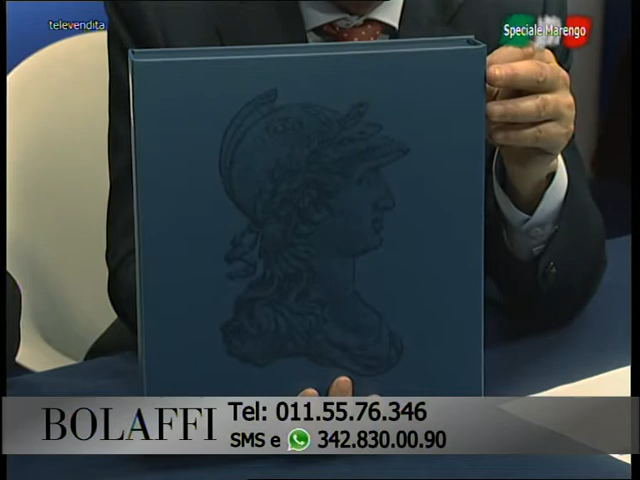 televendita
Speciale Marengo
BOLAFFI
Tel: 011.55.76.346
SMS e 342.830.00.90